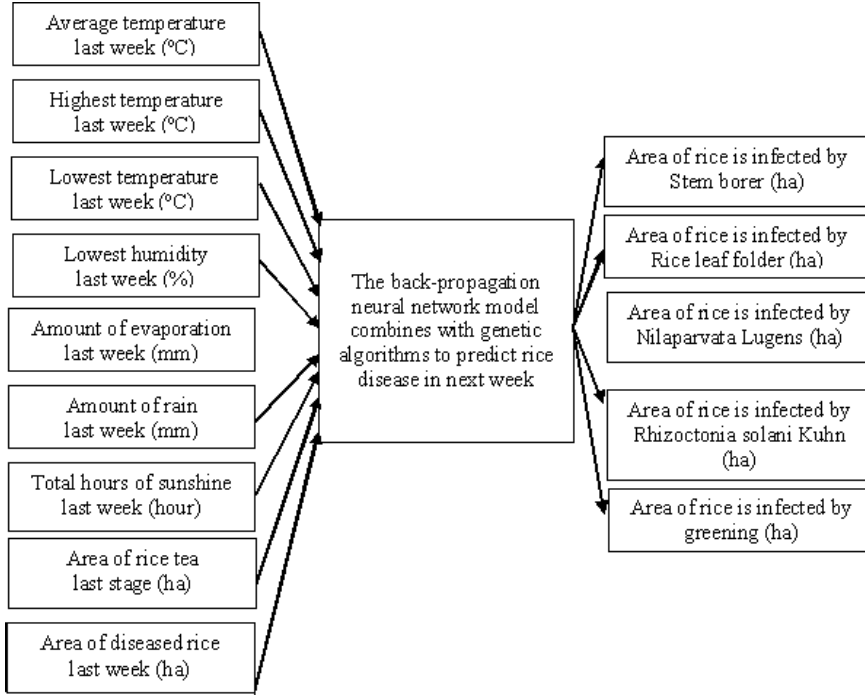 Average temperature
last week (ºC)
Highest temperature
last week (ºC)
Lowest temperature
last week (ºC)
Lowest humidity
last week (%)
Amount of evaporation
last week (mm)
Amount of rain
last week (mm)
Total hours of sunshine
last week (hour)
Area of rice tea
last stage (ha)
Area of diseased rice
last week (ha)
The back-propagation
neural network model
combines with genetic
algorithms to predict rice
disease in next week
Area of rice is infected by
Stem borer (ha)
Area of rice is infected by
Rice leaf folder (ha)
Area of rice is infected by
Nilaparvata Lugens (ha)
Area of rice is infected by
Rhizoctonia solani Kuhn
(ha)
Area of rice is infected by
greening (ha)